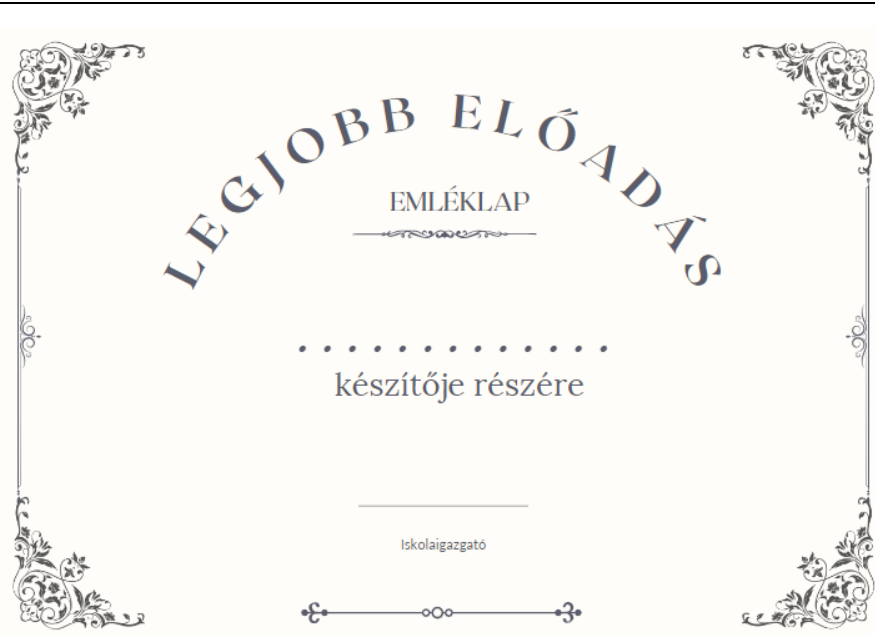 LEGJOBB ELŐADÁS
EMLÉKLAP
. . . . . . . . . . . . .
készítője részére
Iskolaigazgató